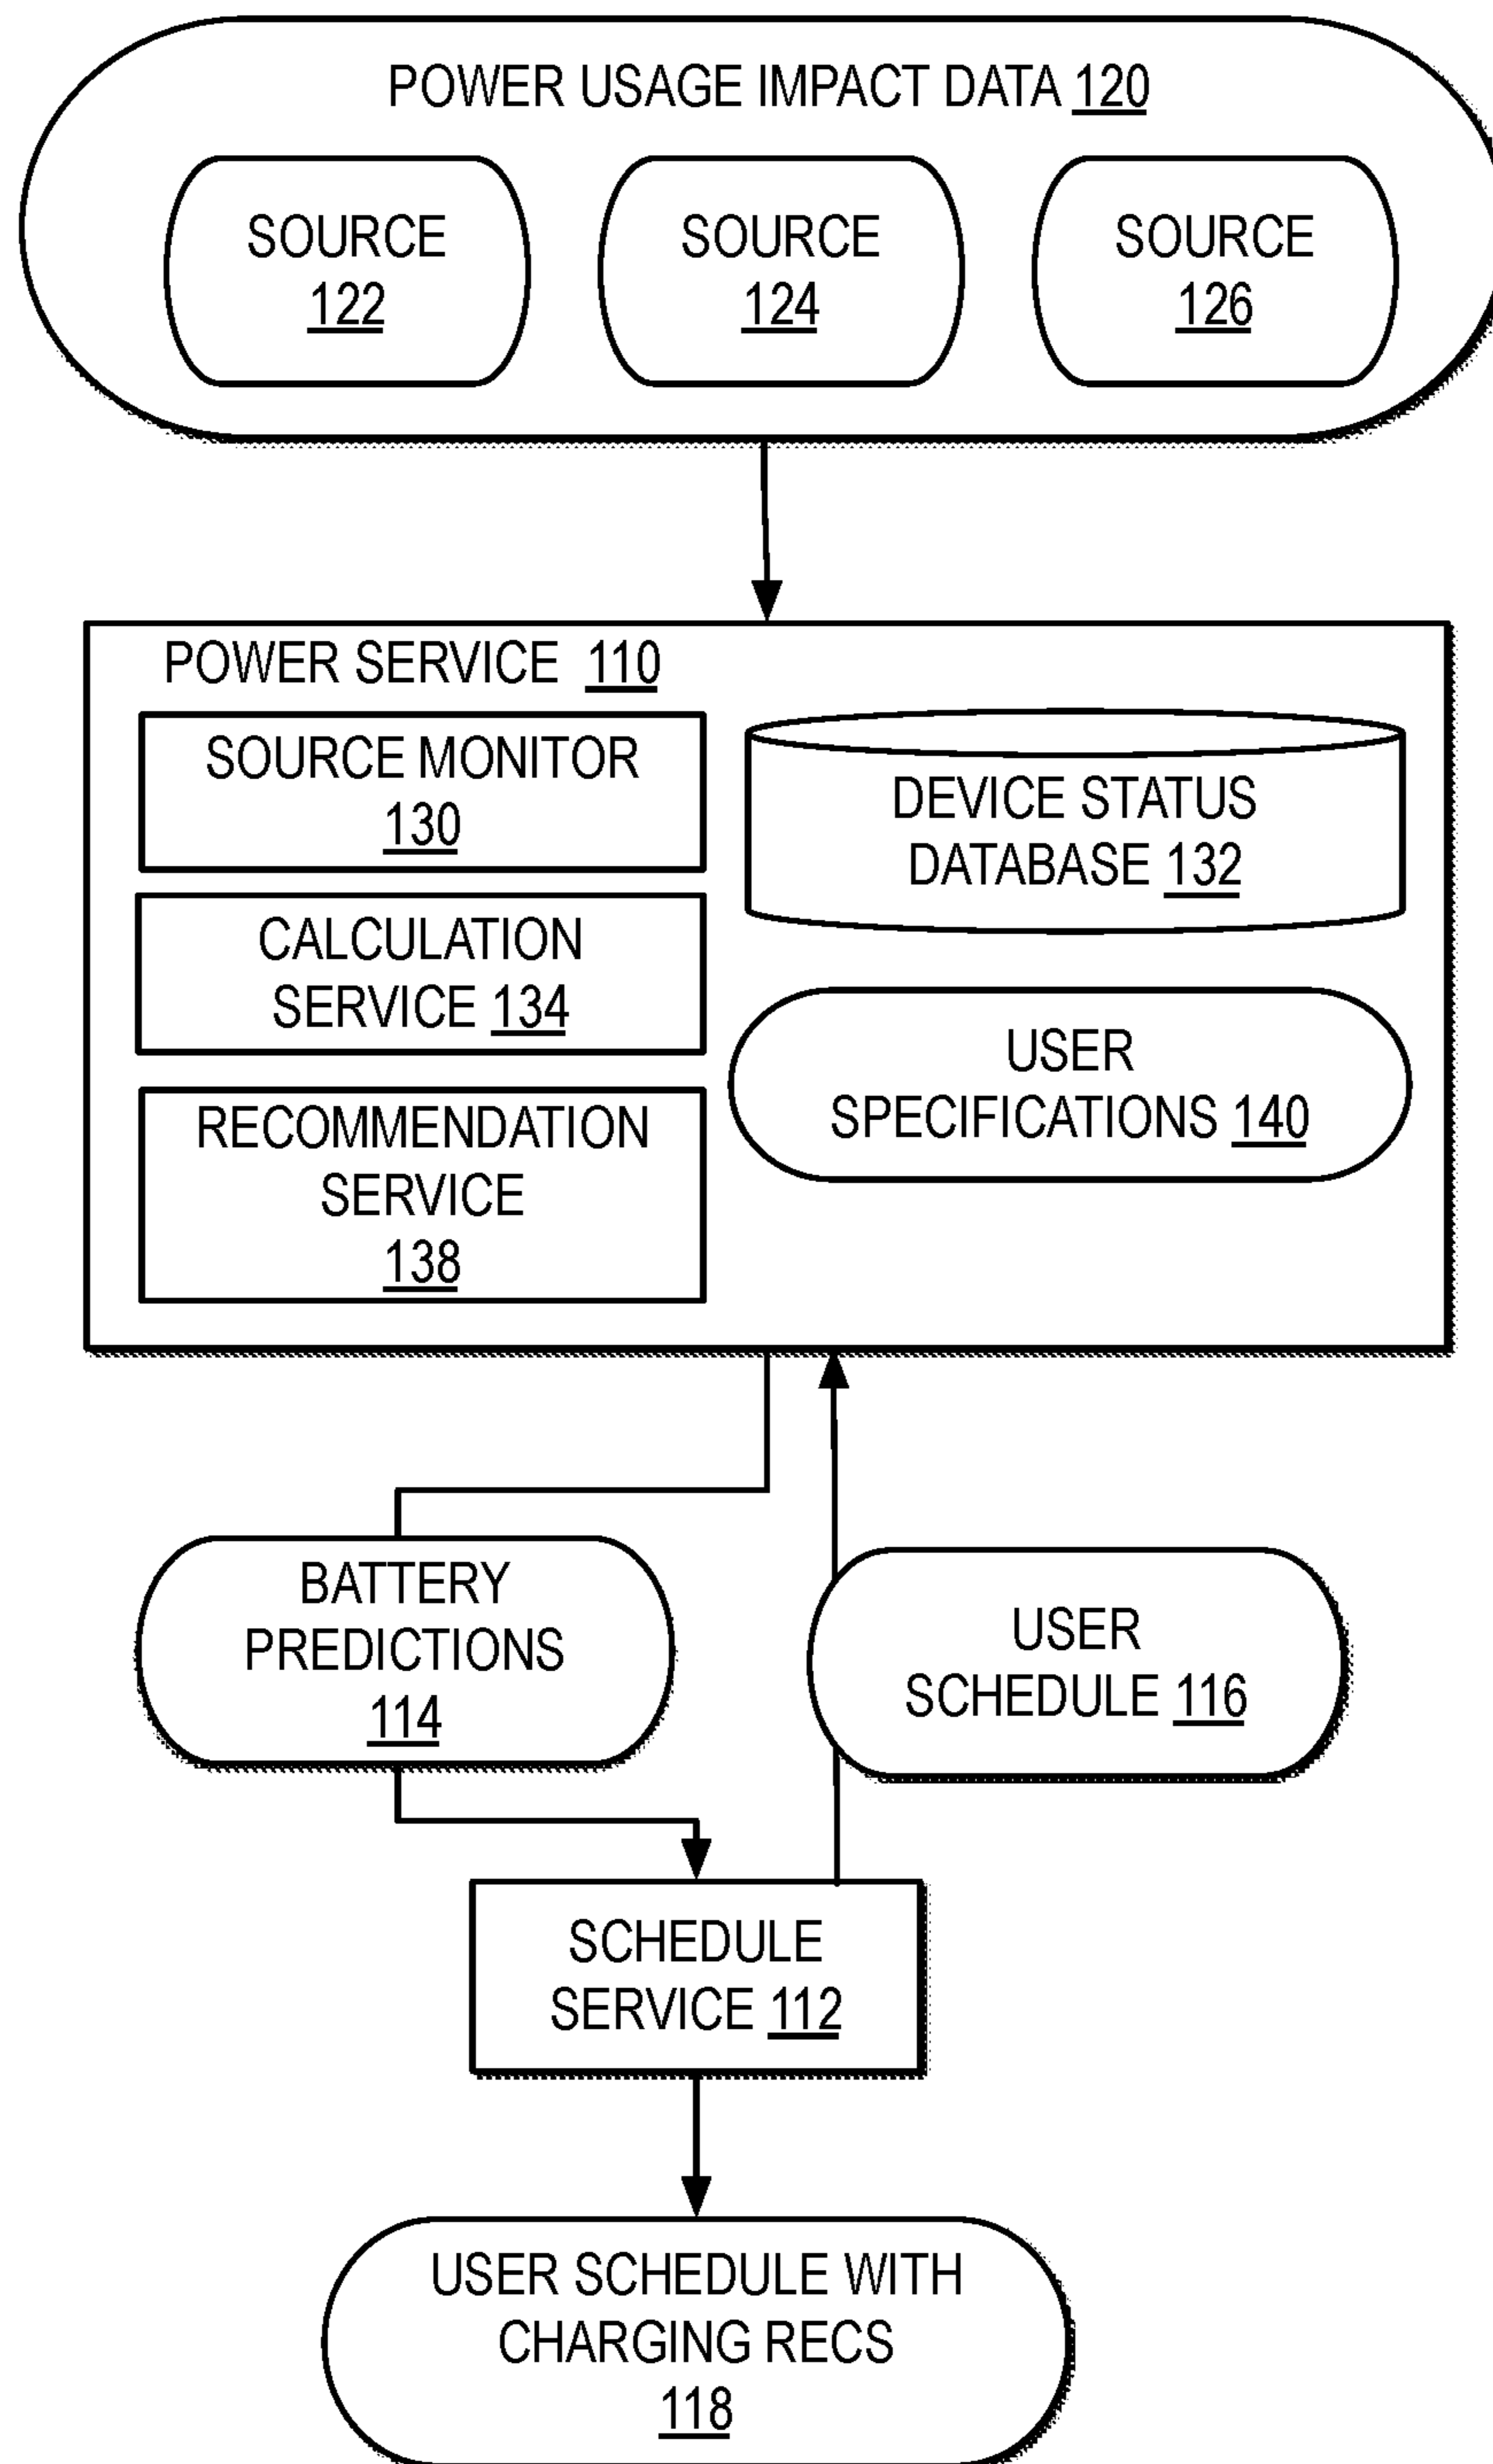 POWER USAGE IMPACT DATA 120
SOURCE
122
SOURCE
124
SOURCE
126
POWER SERVICE 110
SOURCE MONITOR
130
DEVICE STATUS
DATABASE 132
CALCULATION
SERVICE 134
USER
SPECIFICATIONS 140
RECOMMENDATION
SERVICE
138
BATTERY
PREDICTIONS
114
USER
SCHEDULE 116
SCHEDULE
SERVICE 112
USER SCHEDULE WITH
CHARGING RECS
118